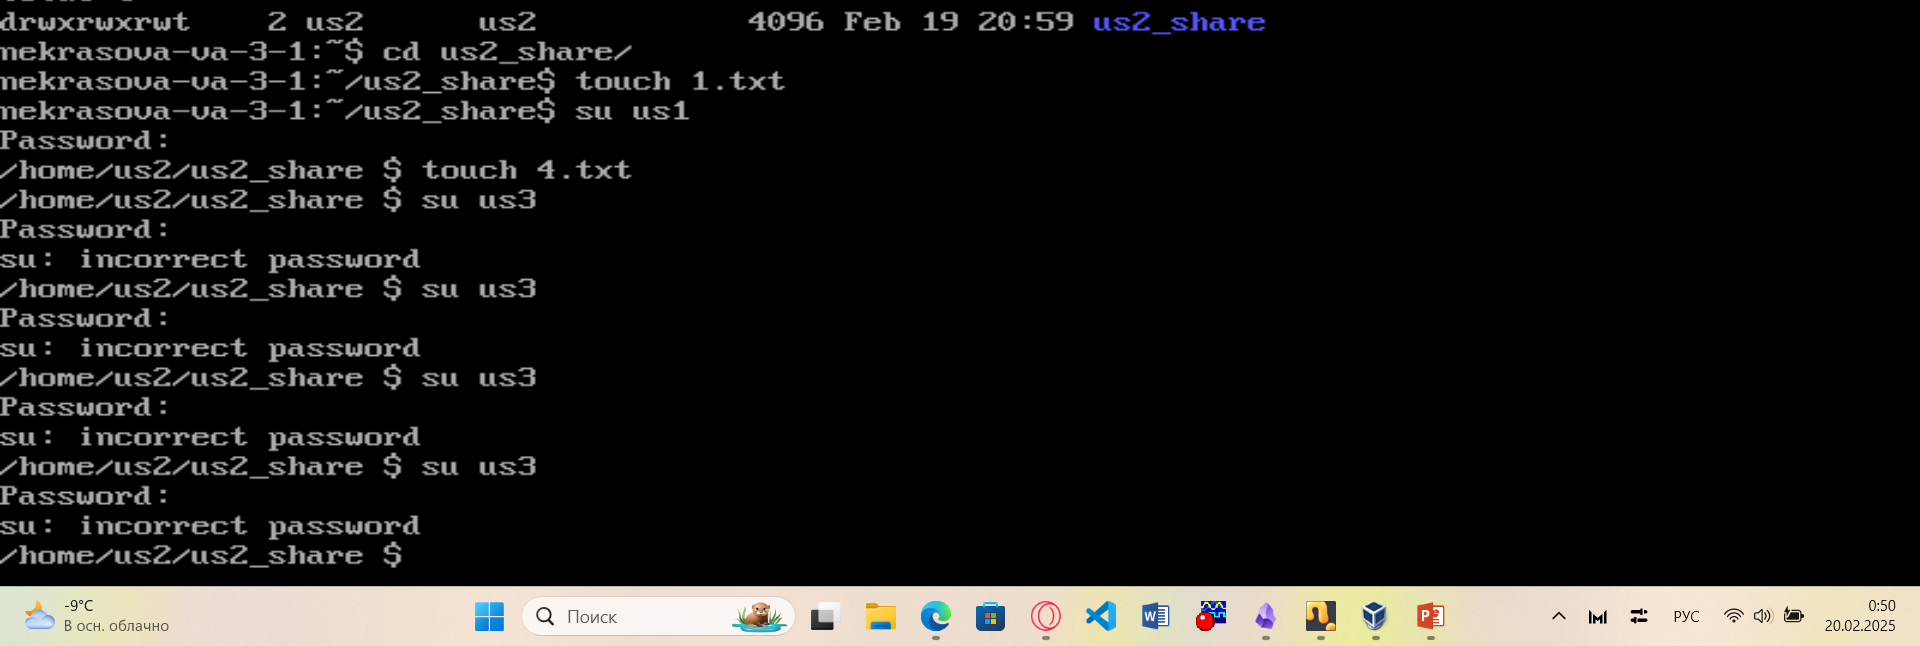 drwxrwxrwt    2 us2      us2           4096 Feb 19 20:59 us2_share
mekrasova-va-3-1:~$ cd us2_share/
mekrasova-va-3-1:~/us2_share$ touch 1.txt
mekrasova-va-3-1:~/us2_share$ su us1
Password:
/home/us2/us2_share $ touch 4.txt
/home/us2/us2_share $ su us3
Password:
su: incorrect password
/home/us2/us2_share $ su us3
Password:
su: incorrect password
/home/us2/us2_share $ su us3
Password:
su: incorrect password
/home/us2/us2_share $ su us3
Password:
su: incorrect password
/home/us2/us2_share $
-9°C
В осн. облачно
Поиск
РУС
0:50
20.02.2025